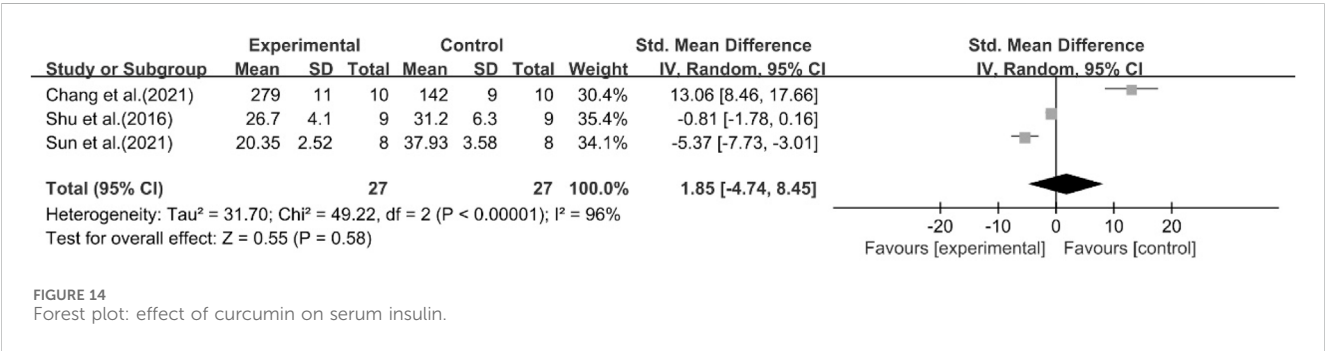 Experimental Control Std. Mean Difference Std. Mean Difference
Study or Subgroup Mean SD Total Mean SD Total Weight IV, Random, 95% CI IV, Random, 95% CI
Chang et al.(2021) 279 11 10 142 9 10 30.4% 13.06 [8.46, 17.66]
Shu et al.(2016) 26.7 4.1 9 31.2 6.3 9 35.4% -0.81 [-1.78, 0.16]
Sun et al.(2021) 20.35 2.52 8 37.93 3.58 8 34.1% -5.37 [-7.73, -3.01]
Total (95% CI) 27 27 100.0% 1.85 [-4.74, 8.45]
Heterogeneity: Tau² = 31.70; Chi² = 49.22, df = 2 (P < 0.00001); I² = 96%
Test for overall effect: Z = 0.55 (P = 0.58)
-20 -10 0 10 20
Favours [experimental] Favours [control]
FIGURE 14
Forest plot: effect of curcumin on serum insulin.